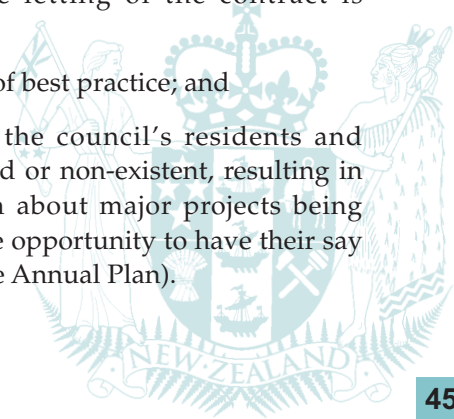 e letting of the contract is
of best practice; and
the council’s residents and
d or non-existent, resulting in
n about major projects being
e opportunity to have their say
e Annual Plan).
NEW·ZEALAND
45